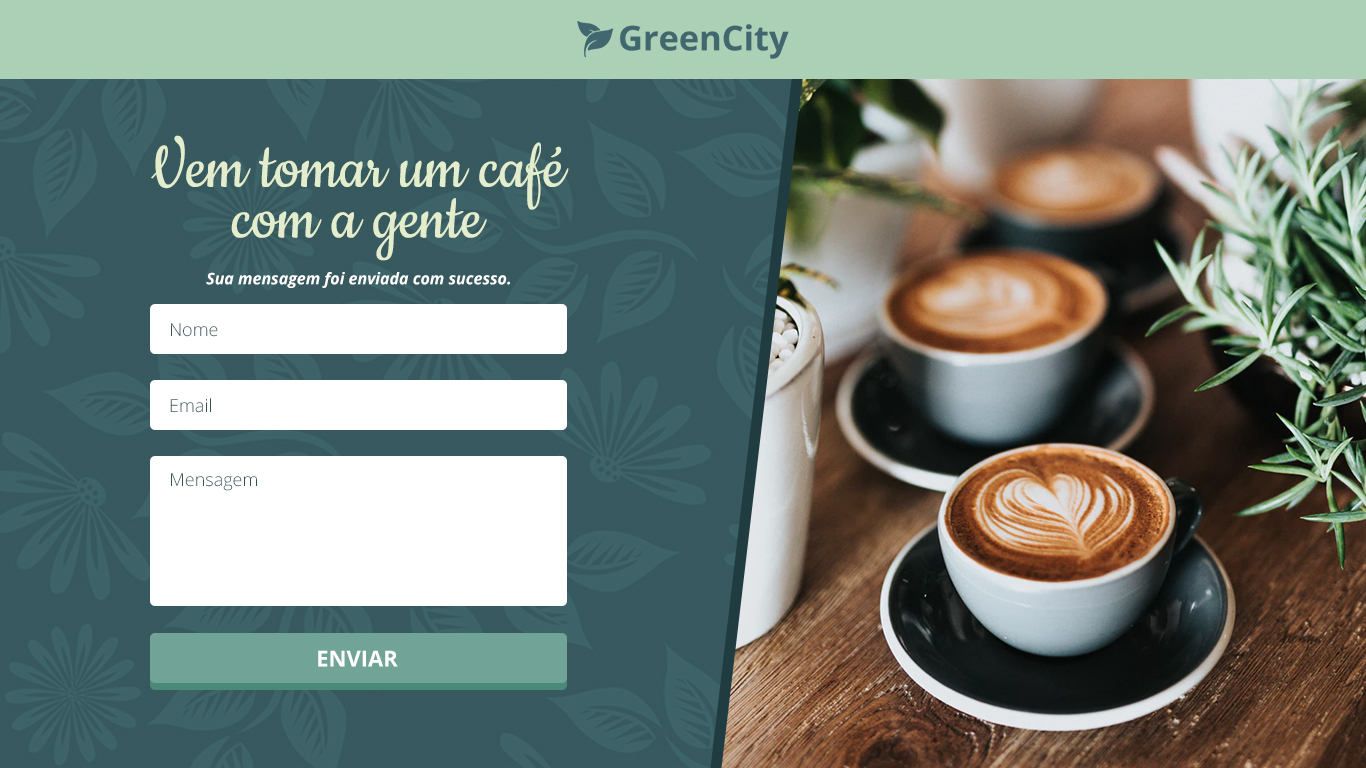 GreenCity
Vem tomar um café
com a gente
Sua mensagem foi enviada com sucesso.
Nome
Email
Mensagem
ENVIAR